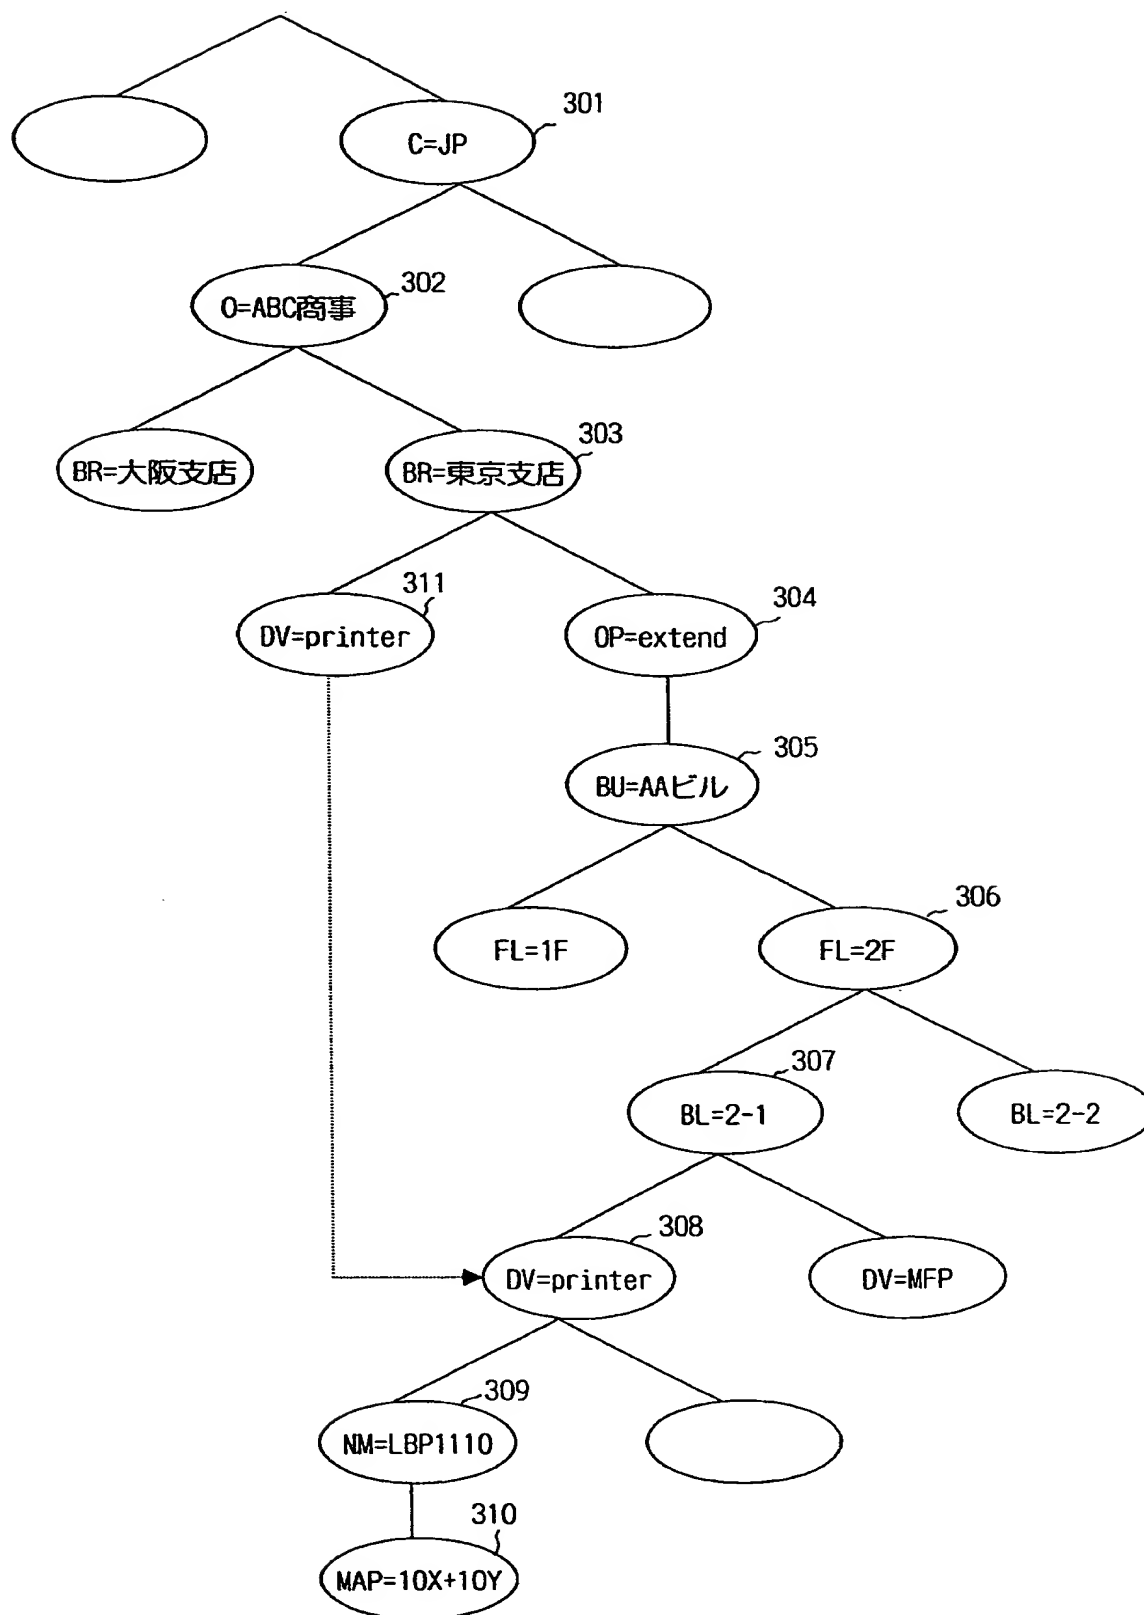 301
C=JP
302
O=ABC商事
303
BR=大阪支店
BR=東京支店
311
304
DV=printer
OP=extend
305
BU=AAビル
306
FL=1F
FL=2F
307
BL=2-1
BL=2-2
308
DV=printer
DV=MFP
309
NM=LBP1110
310
MAP=10X+10Y